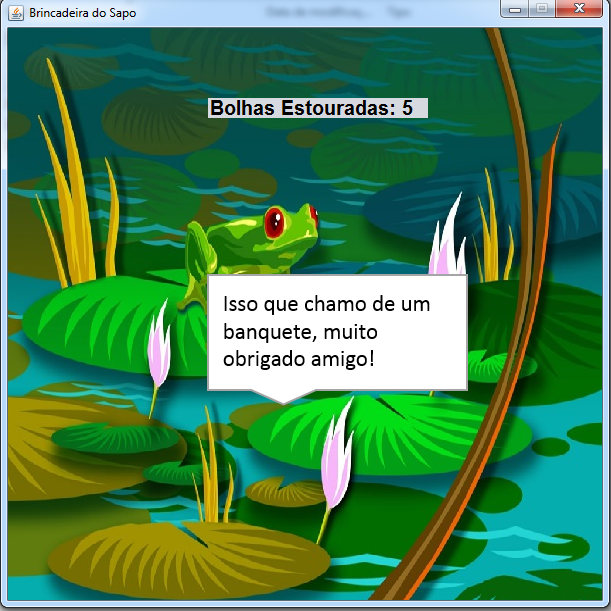 Brincadeira do Sapo
Bolhas Estouradas: 5
Isso que chamo de um
banquete, muito
obrigado amigo!